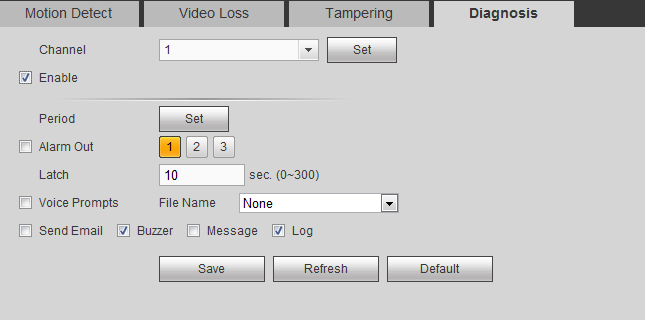 Motion Detect Video Loss Tampering Diagnosis
Channel 1 Set
Enable
Period Set
Alarm Out 1 2 3
Latch 10 sec. (0~300)
Voice Prompts File Name None
Send Email Buzzer Message Log
Save Refresh Default